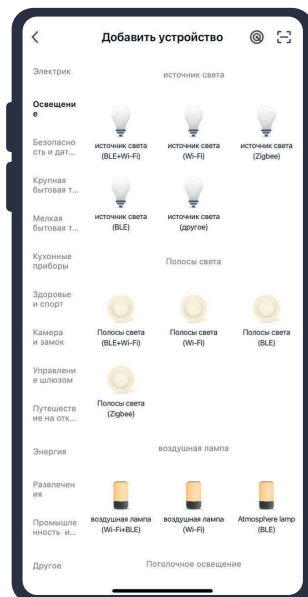 Добавить устройство
Электрик
Освещени
е
Безопасно
сть и дат...
Крупная
бытовая т...
Мелкая
бытовая т...
Кухонные
приборы
Здоровье
и спорт
Камера
и замок
Управлени
е шлюзом
Путешеств
ие на отк...
Энергия
Развлечен
ия
Промышле
нность и...
Другое
источник света
источник света
(BLE+Wi-Fi)
источник света
(Wi-Fi)
источник света
(Zigbee)
источник света
(BLE)
источник света
(другое)
Полосы света
Полосы света
(BLE+Wi-Fi)
Полосы света
(Wi-Fi)
Полосы света
(BLE)
Полосы света
(Zigbee)
воздушная лампа
воздушная лампа
(Wi-Fi+BLE)
воздушная лампа
(Wi-Fi)
Atmosphere lamp
(BLE)
Потолочное освещение